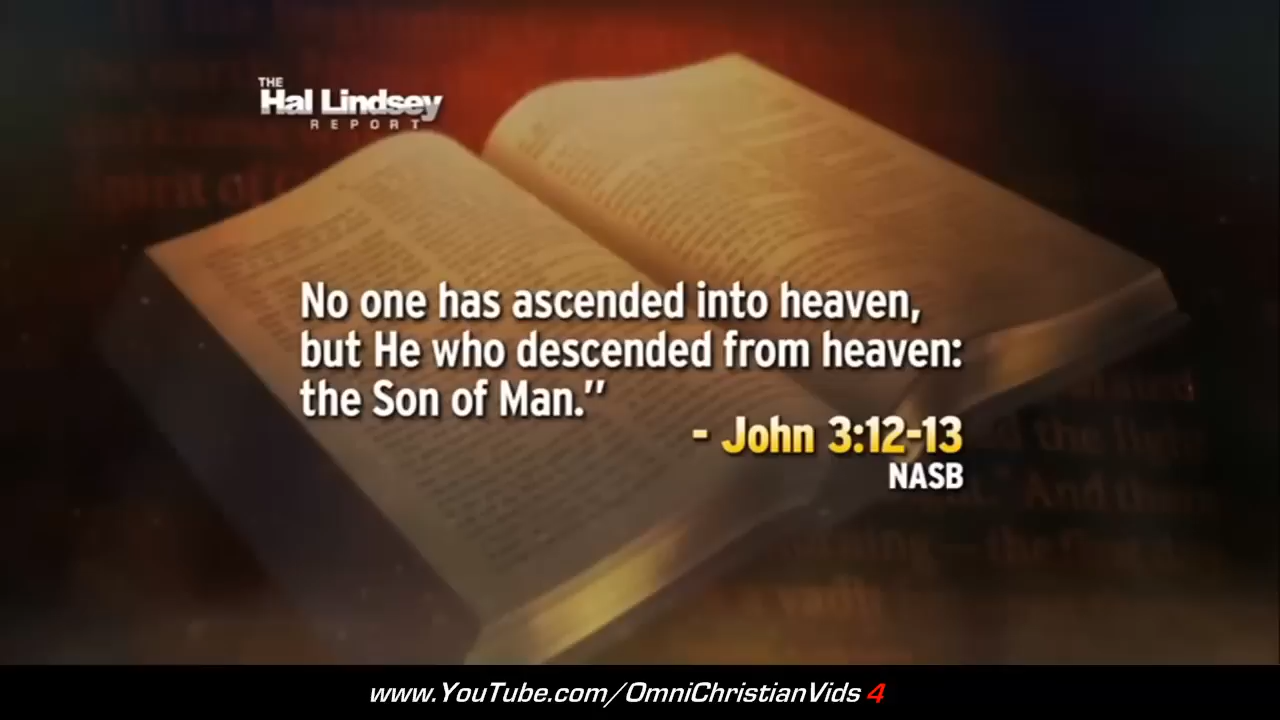 THE
Hal Lindsey
REPORT
No one has ascended into heaven,
but He who descended from heaven:
the Son of Man.”
- John 3:12-13
NASB
www.YouTube.com/OmniChristianVids 4